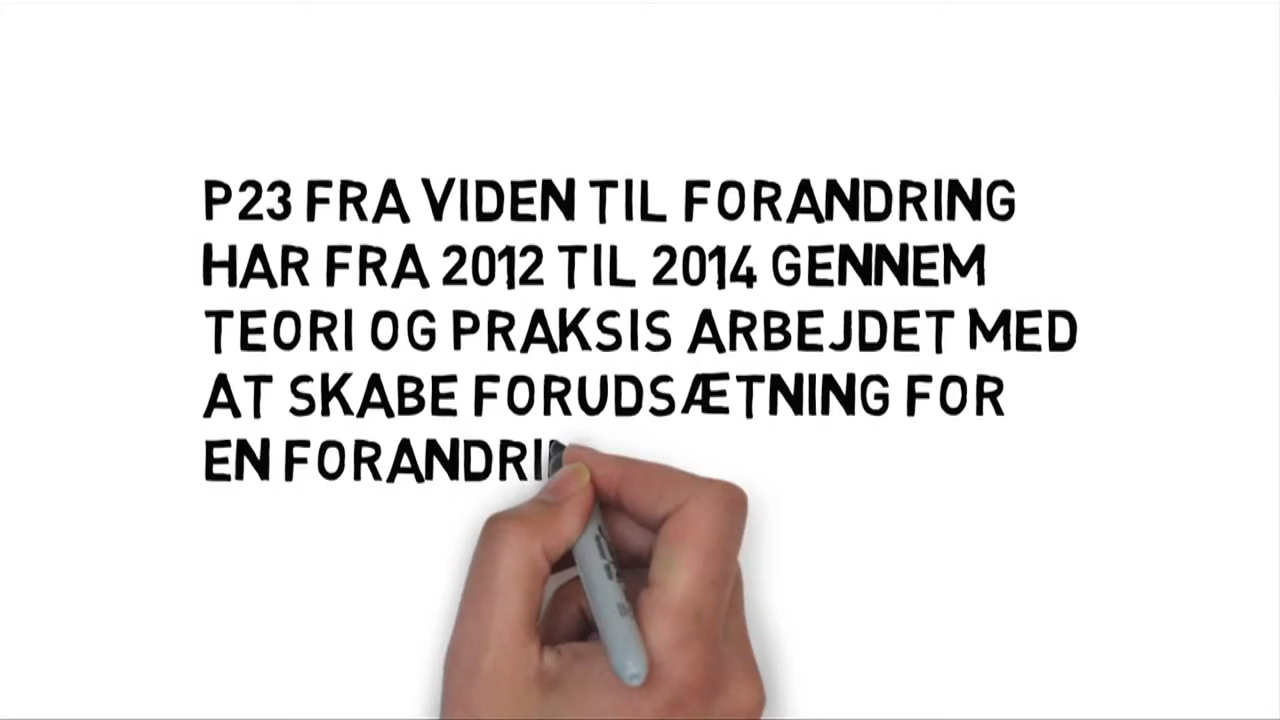 P23 FRA VIDEN TIL FORANDRING
HAR FRA 2012 TIL 2014 GENNEM
TEORI OG PRAKSIS ARBEJDET MED
AT SKABE FORUDSÆTNING FOR
EN FORANDRI